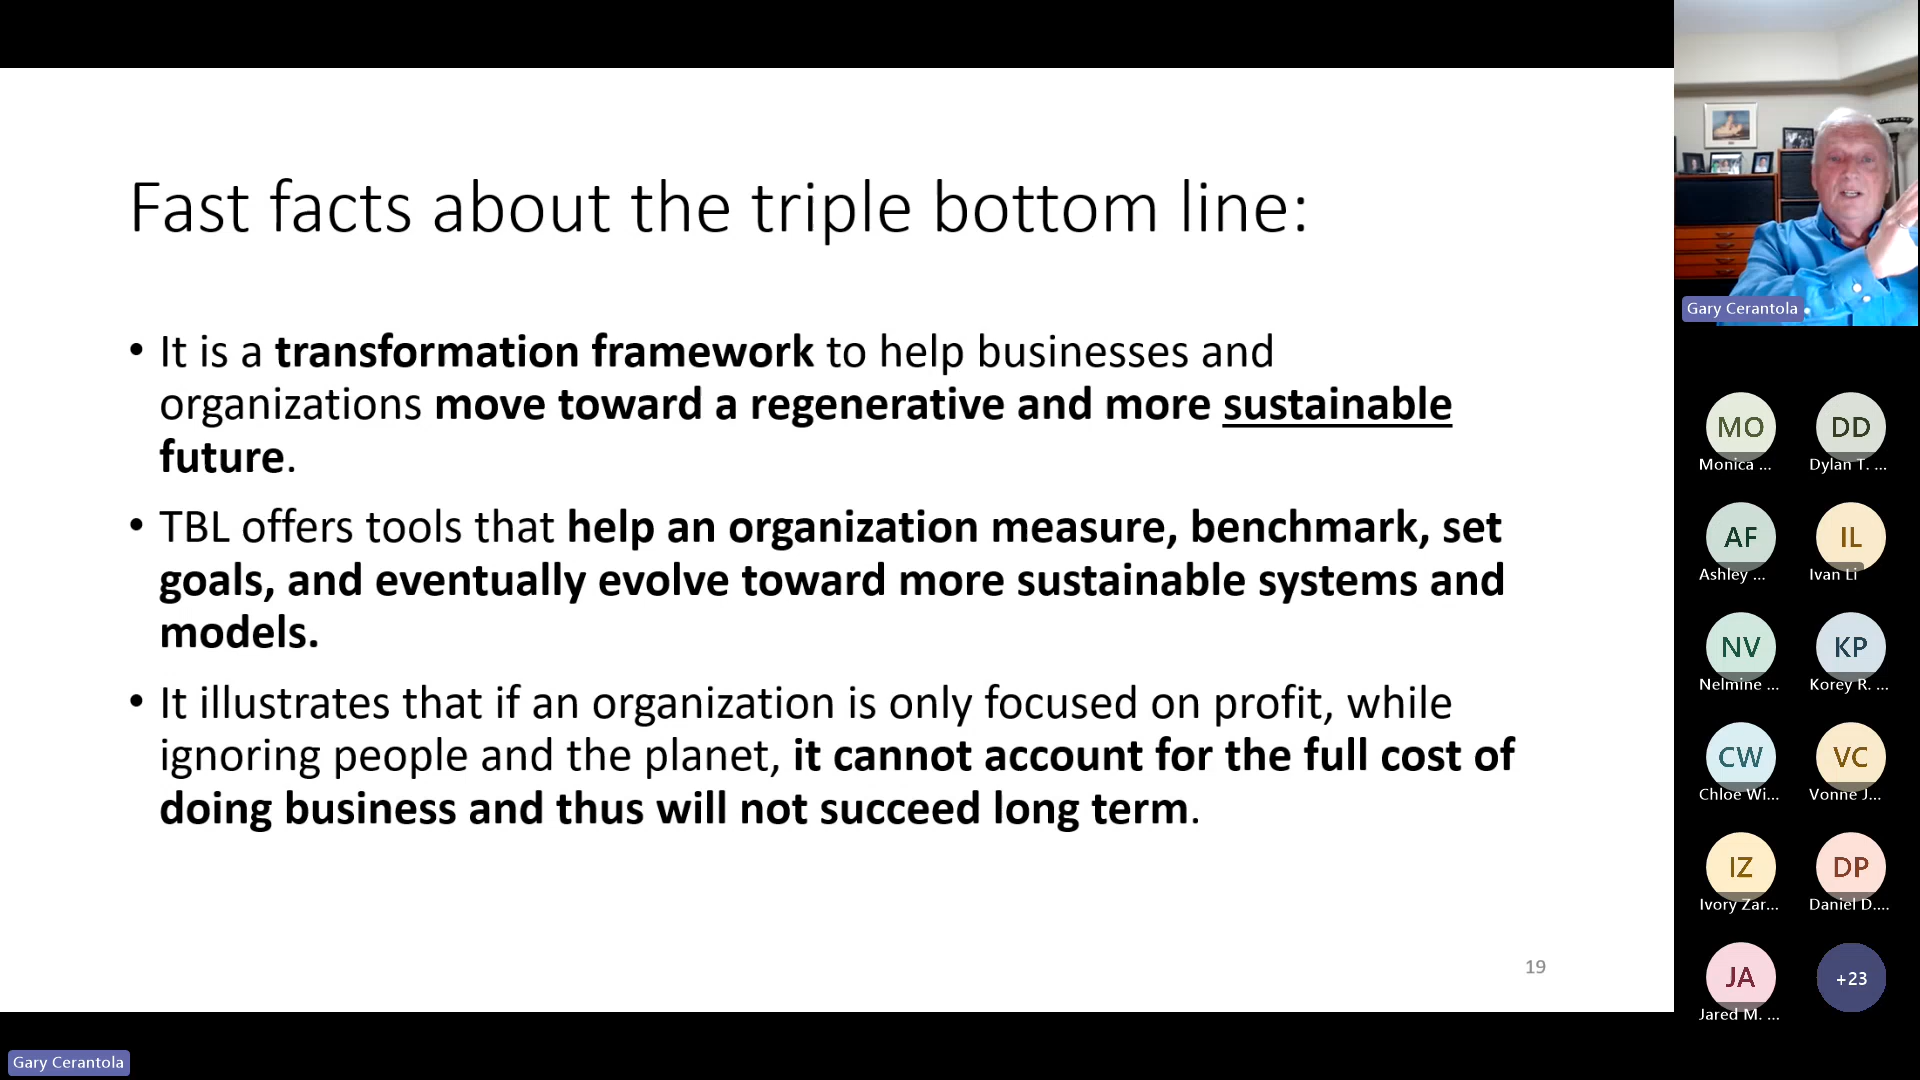 Fast facts about the triple bottom line:
• It is a transformation framework to help businesses and
organizations move toward a regenerative and more sustainable
future.
• TBL offers tools that help an organization measure, benchmark, set
goals, and eventually evolve toward more sustainable systems and
models.
• It illustrates that if an organization is only focused on profit, while
ignoring people and the planet, it cannot account for the full cost of
doing business and thus will not succeed long term.
19
Gary Cerantola
Gary Cerantola
MO
Monica ...
DD
Dylan T. ...
AF
Ashley ...
IL
Ivan Li
NV
Nelmine ...
KP
Korey R. ...
CW
Chloe Wi...
VC
Vonne J...
IZ
Ivory Zar...
DP
Daniel D....
JA
Jared M. ...
+23